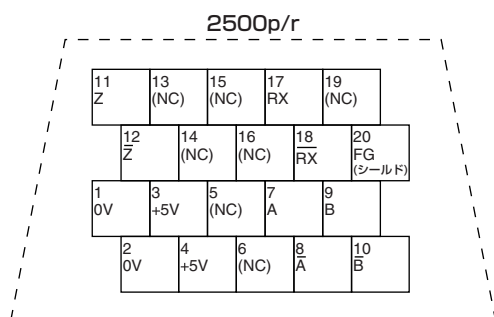 2500p/r
11 13 15 17 19
Z (NC) (NC) RX (NC)
12 14 16 18 20
Z̅ (NC) (NC) R̅X̅ FG
(シールド)
1 3 5 7 9
0V +5V (NC) A B
2 4 6 8 10
0V +5V (NC) A̅ B̅